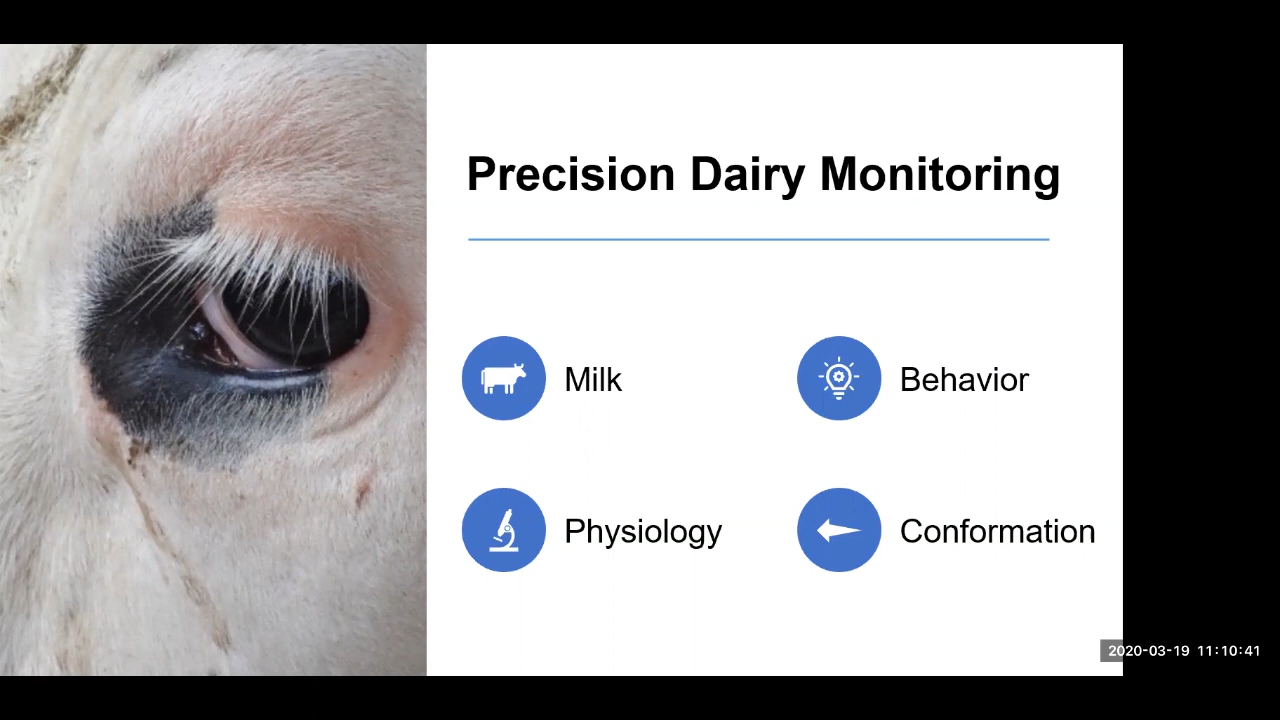 Precision Dairy Monitoring
Milk
Behavior
Physiology
Conformation
2020-03-19 11:10:41